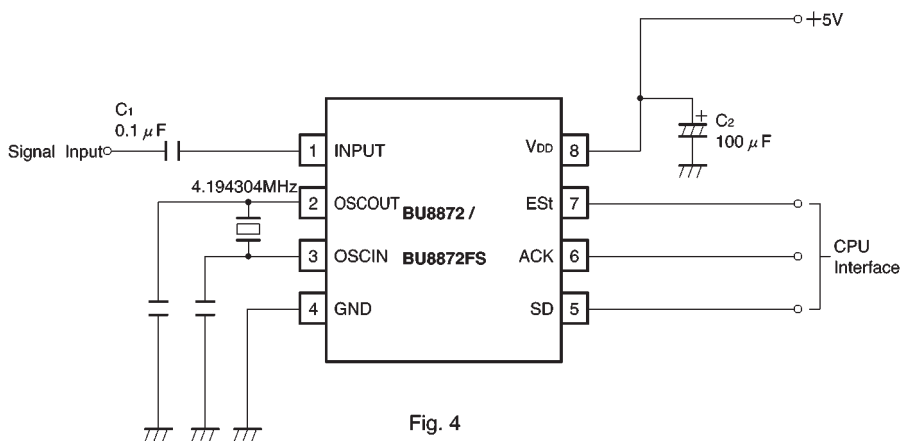 +5V
C1
0.1 μF
+
C2
100 μF
Signal Input
1 INPUT
VDD 8
4.194304MHz
2 OSCOUT
BU8872 /
ESt 7
3 OSCIN
BU8872FS
ACK 6
CPU
Interface
4 GND
SD 5
Fig. 4